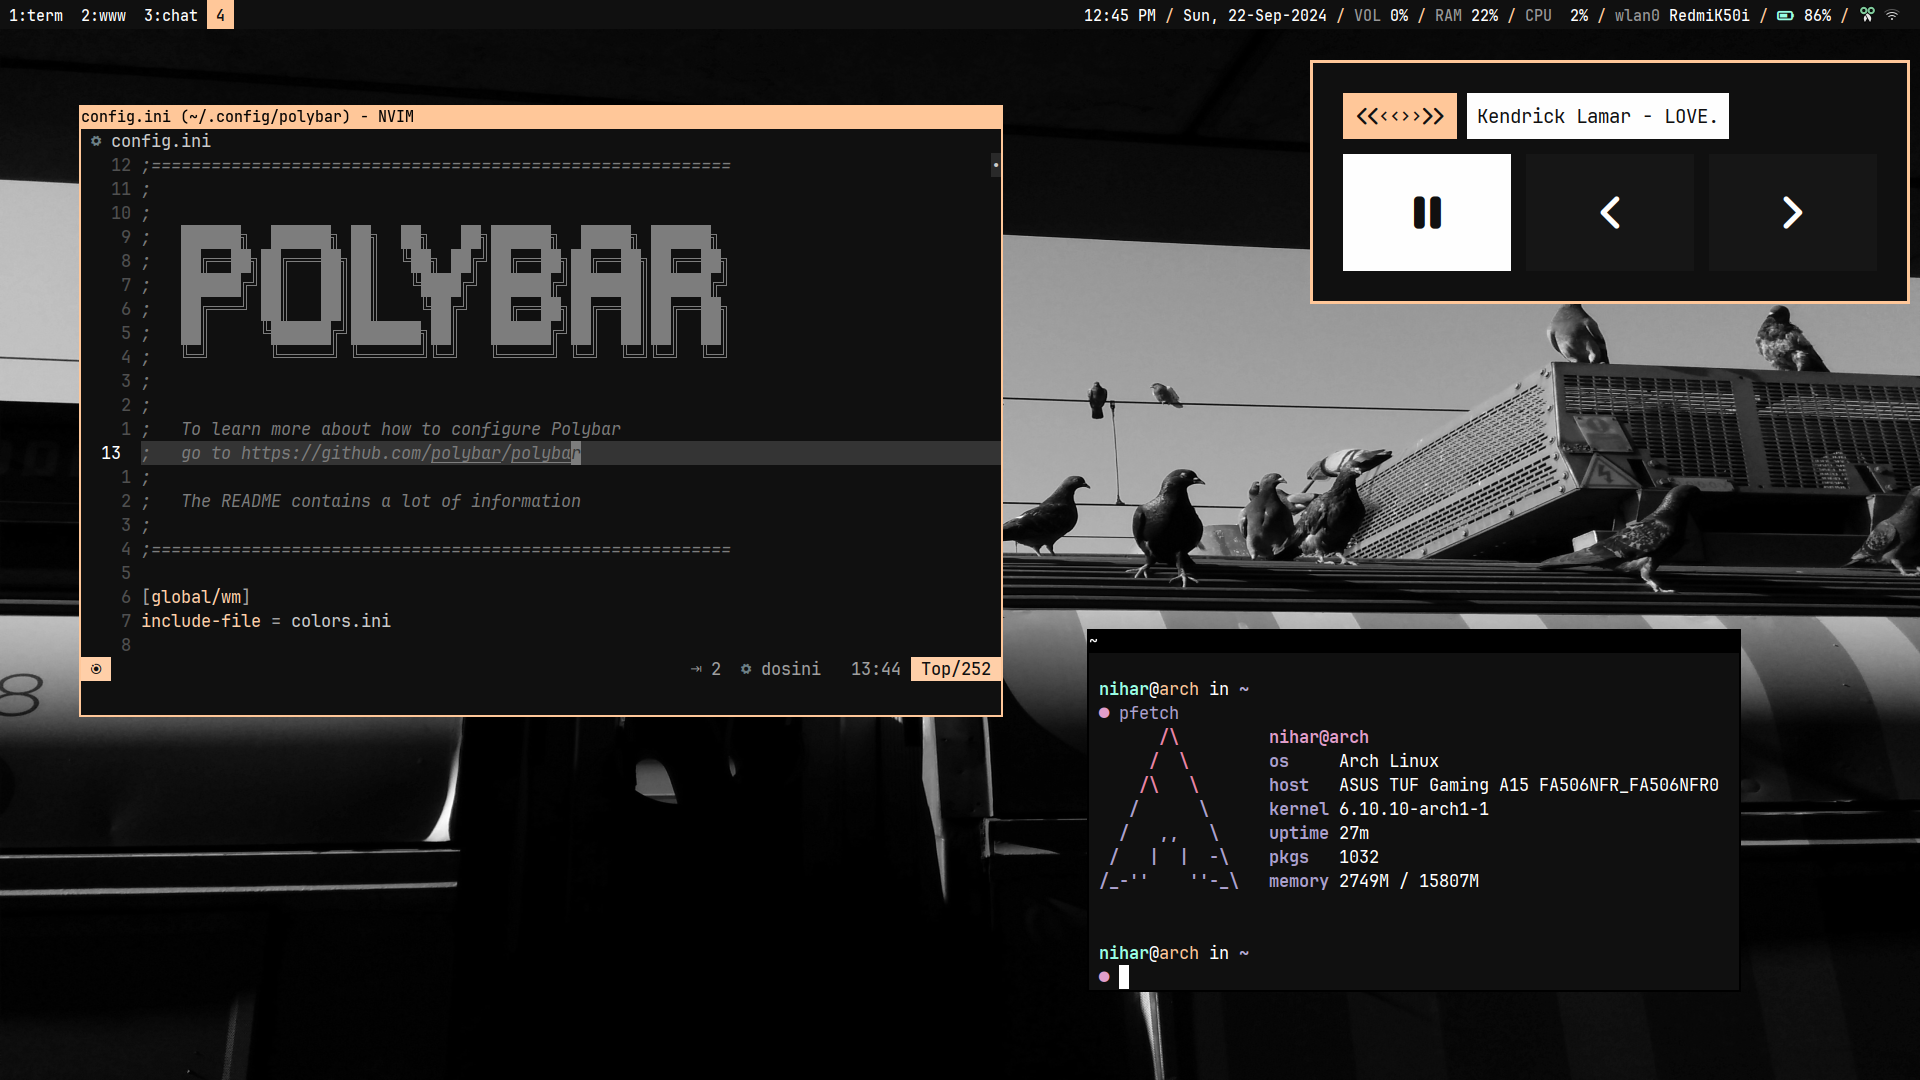 1:term 2:www 3:chat 4
12:45 PM / Sun, 22-Sep-2024 / VOL 0% / RAM 22% / CPU 2% / wlan0 RedmiK50i / 86% /
config.ini (~/.config/polybar) - NVIM
config.ini
12 ;==========================================================
11 ;
10 ;
9 ;
8 ;
7 ; POLYBAR
6 ;
5 ;
4 ;
3 ;
2 ;
1 ;   To learn more about how to configure Polybar
13 ;   go to https://github.com/polybar/polybar
1 ;
2 ;   The README contains a lot of information
3 ;
4 ;==========================================================
5
6 [global/wm]
7 include-file = colors.ini
8
⇥ 2 dosini 13:44 Top/252
<<‹‹›>>> Kendrick Lamar - LOVE.
~
nihar@arch in ~
● pfetch
/\ nihar@arch
/ \ os Arch Linux
/\ \ host ASUS TUF Gaming A15 FA506NFR_FA506NFR0
/ \ kernel 6.10.10-arch1-1
/ ,, \ uptime 27m
/ | | -\ pkgs 1032
/_-'' ''-_\ memory 2749M / 15807M
nihar@arch in ~
●
8